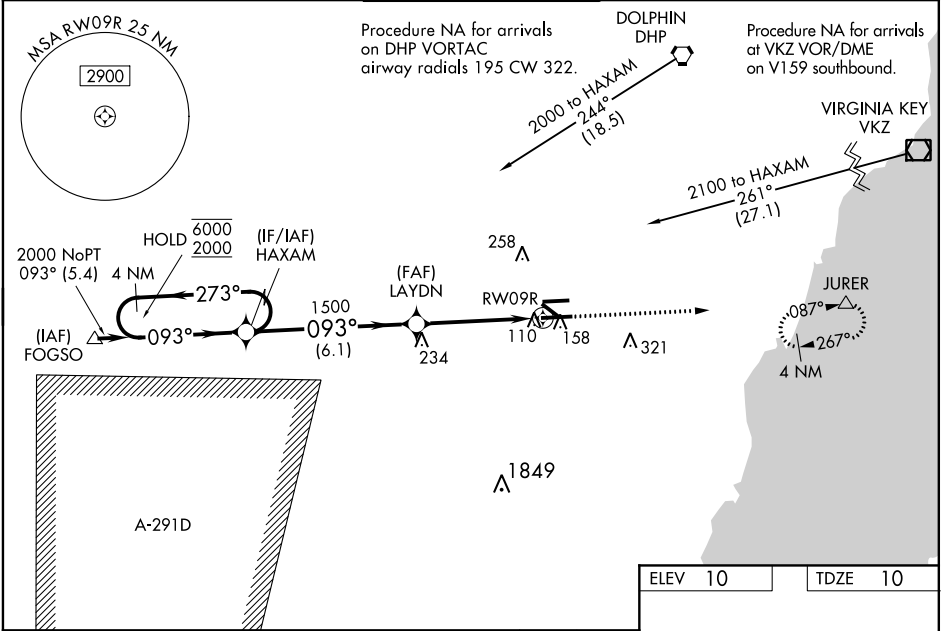 MSA RW09R 25 NM
2900
Procedure NA for arrivals
on DHP VORTAC
airway radials 195 CW 322.
DOLPHIN
DHP
Procedure NA for arrivals
at VKZ VOR/DME
on V159 southbound.
2000 to HAXAM
244°
(18.5)
VIRGINIA KEY
VKZ
2100 to HAXAM
261°
(27.1)
2000 NoPT
093° (5.4)
4 NM
HOLD
6000
2000
(IF/IAF)
HAXAM
273°
093°
(IAF)
FOGSO
1500
093°
(6.1)
(FAF)
LAYDN
234
258
RW09R
110
158
321
JURER
087°
267°
4 NM
1849
A-291D
ELEV 10
TDZE 10